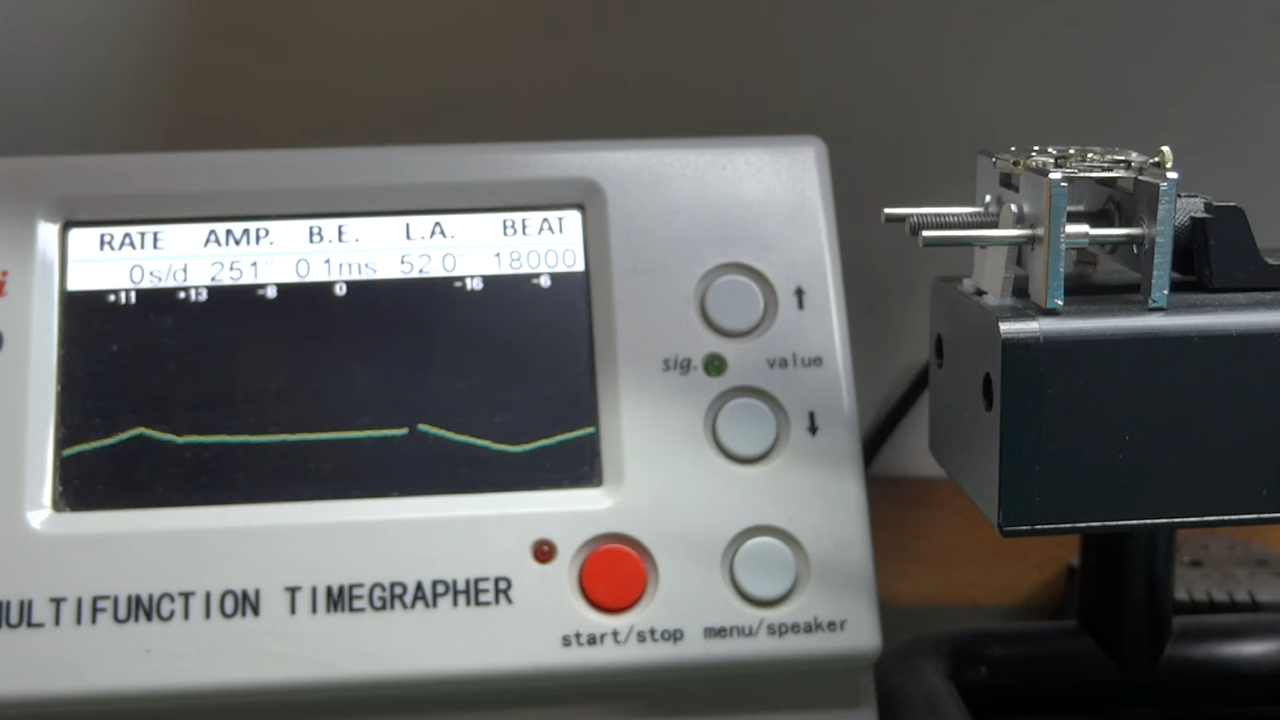 RATE AMP. B.E. L.A. BEAT
0s/d 251° 0.1ms 52.0° 18000
+11 +13 -8 0 -16 -6
↑
sig. value
↓
MULTIFUNCTION TIMEGRAPHER
start/stop menu/speaker